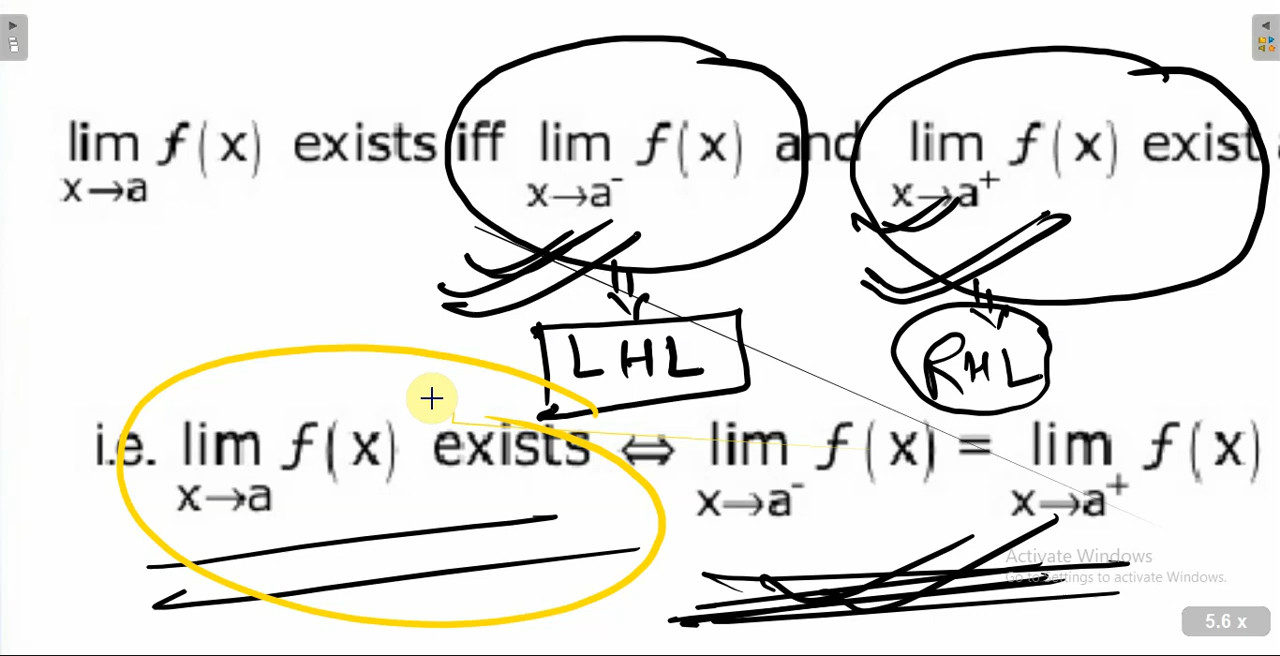 lim f(x) exists iff lim f(x) and lim f(x) exist
x→a x→a⁻ x→a⁺
LHL RHL
i.e. lim f(x) exists ⇔ lim f(x) = lim f(x)
x→a x→a⁻ x→a⁺
Activate Windows
Go to Settings to activate Windows.
5.6 x